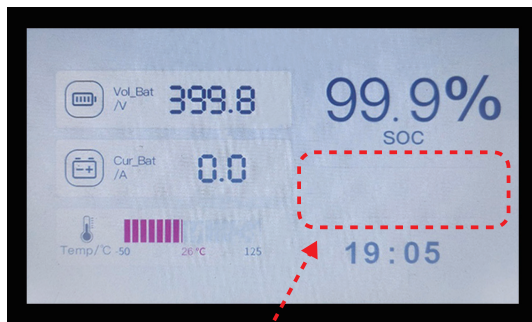 Vol_Bat
/V
399.8
99.9%
SOC
Cur_Bat
/A
0.0
Temp/°C
-50
26°C
125
19:05